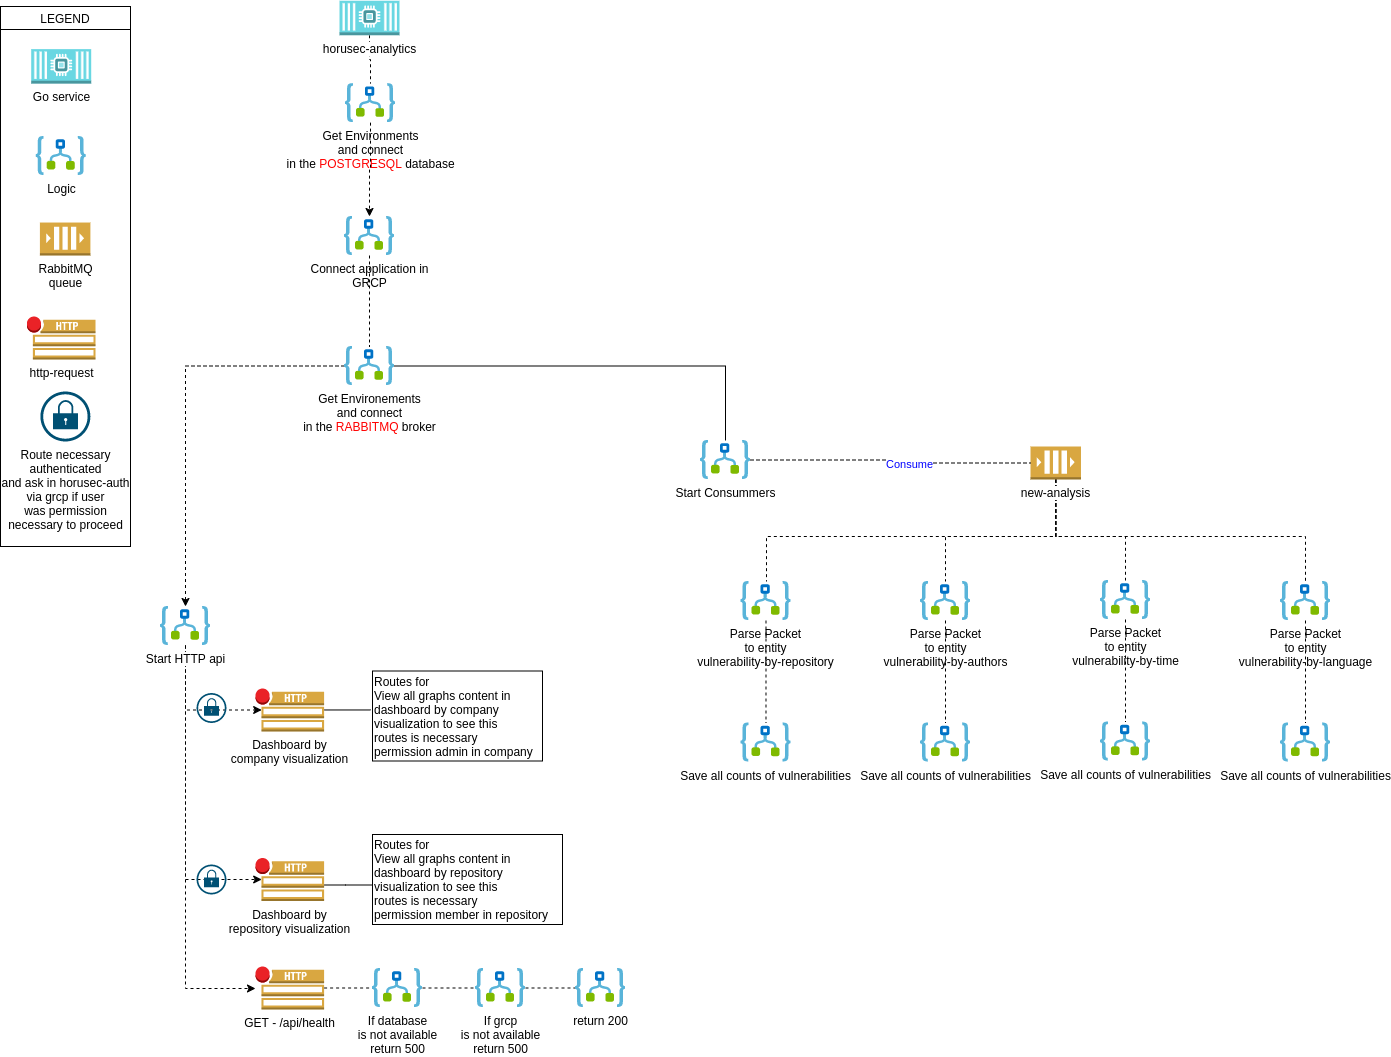 LEGEND
Go service
Logic
RabbitMQ
queue
HTTP
http-request
Route necessary
authenticated
and ask in horusec-auth
via grcp if user
was permission
necessary to proceed
horusec-analytics
Get Environments
and connect
in the POSTGRESQL database
Connect application in
GRCP
Get Environements
and connect
in the RABBITMQ broker
Start Consummers
Consume
new-analysis
Parse Packet
to entity
vulnerability-by-repository
Parse Packet
to entity
vulnerability-by-authors
Parse Packet
to entity
vulnerability-by-time
Parse Packet
to entity
vulnerability-by-language
Save all counts of vulnerabilities
Save all counts of vulnerabilities
Save all counts of vulnerabilities
Save all counts of vulnerabilities
Start HTTP api
HTTP
Dashboard by
company visualization
Routes for
View all graphs content in
dashboard by company
visualization to see this
routes is necessary
permission admin in company
HTTP
Dashboard by
repository visualization
Routes for
View all graphs content in
dashboard by repository
visualization to see this
routes is necessary
permission member in repository
HTTP
GET - /api/health
If database
is not available
return 500
If grcp
is not available
return 500
return 200